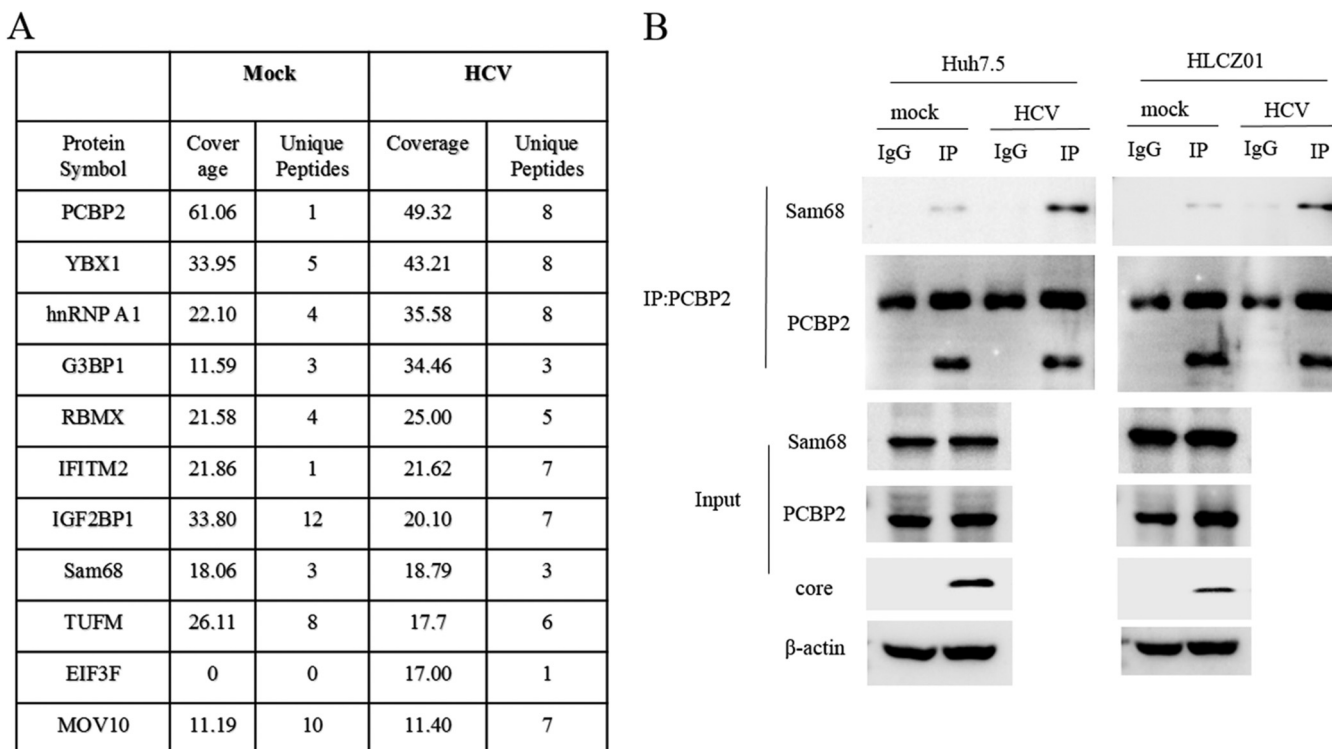 A
Mock HCV
Protein Symbol Cover age Unique Peptides Coverage Unique Peptides
PCBP2 61.06 1 49.32 8
YBX1 33.95 5 43.21 8
hnRNP A1 22.10 4 35.58 8
G3BP1 11.59 3 34.46 3
RBMX 21.58 4 25.00 5
IFITM2 21.86 1 21.62 7
IGF2BP1 33.80 12 20.10 7
Sam68 18.06 3 18.79 3
TUFM 26.11 8 17.7 6
EIF3F 0 0 17.00 1
MOV10 11.19 10 11.40 7
B
Huh7.5 HLCZ01
mock HCV mock HCV
IgG IP IgG IP IgG IP IgG IP
Sam68
IP:PCBP2
PCBP2
Sam68
Input
PCBP2
core
β-actin